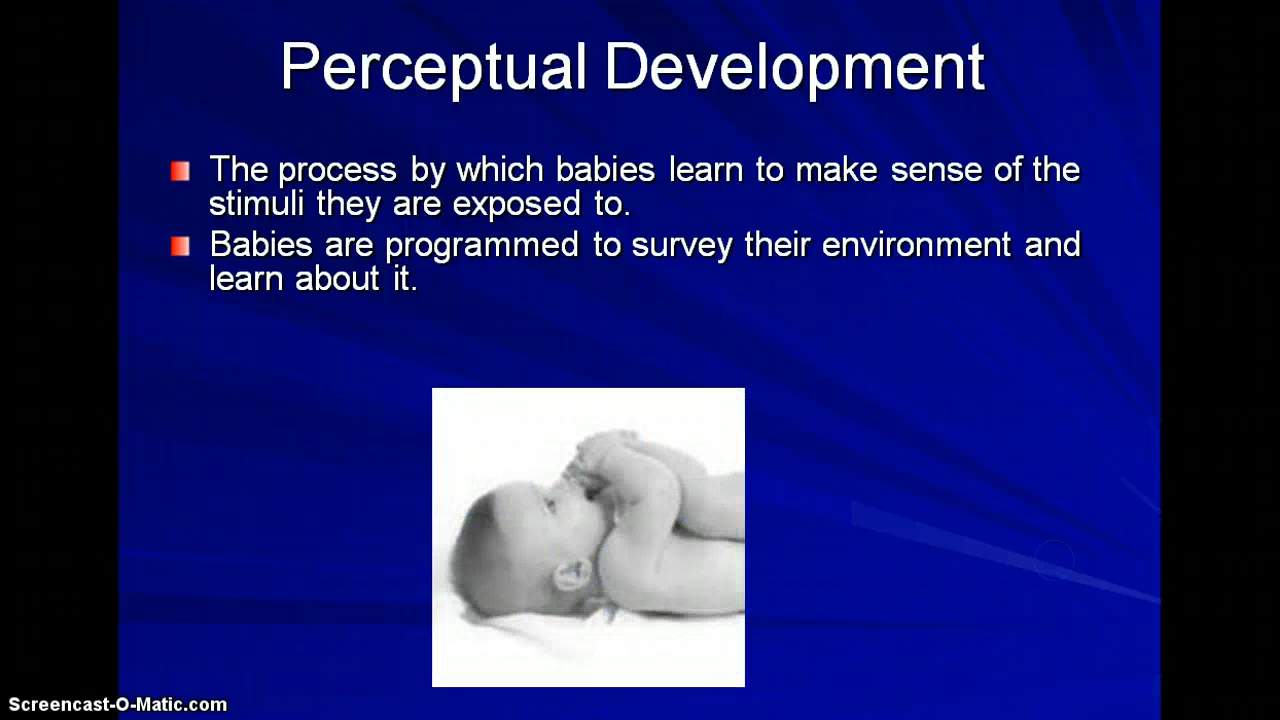 Perceptual Development
The process by which babies learn to make sense of the
stimuli they are exposed to.
Babies are programmed to survey their environment and
learn about it.
Screencast-O-Matic.com